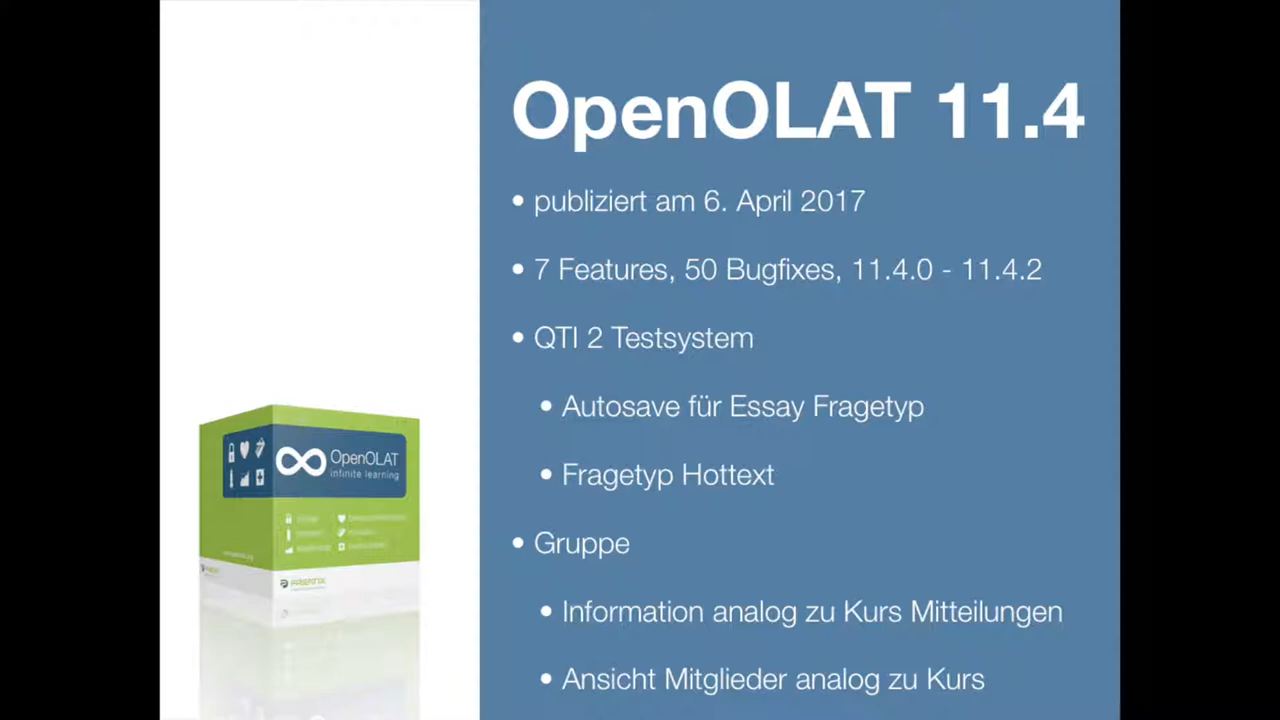 OpenOLAT 11.4
• publiziert am 6. April 2017
• 7 Features, 50 Bugfixes, 11.4.0 - 11.4.2
• QTI 2 Testsystem
• Autosave für Essay Fragetyp
• Fragetyp Hottext
• Gruppe
• Information analog zu Kurs Mitteilungen
• Ansicht Mitglieder analog zu Kurs
OpenOLAT
infinite learning